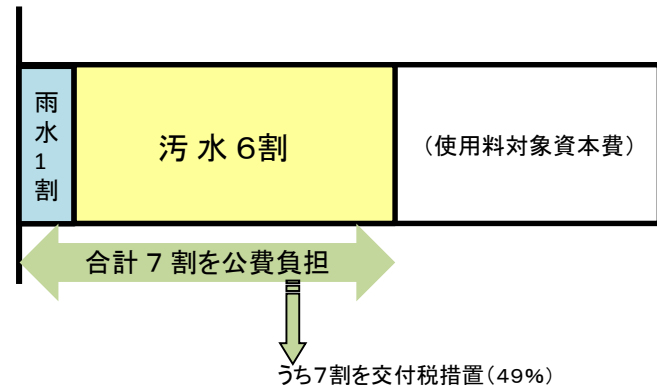 雨水1割
汚 水 6割
(使用料対象資本費)
合計 7 割を公費負担
うち7割を交付税措置(49%)